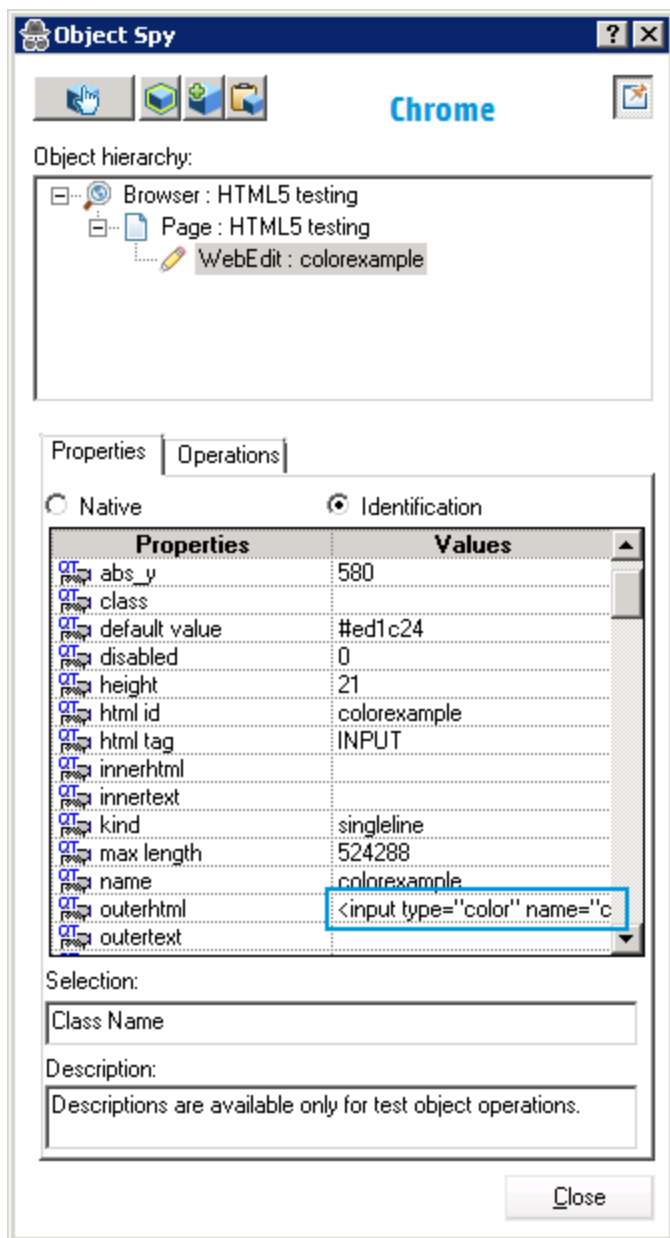 Object Spy
Chrome
Object hierarchy:
Browser : HTML5 testing
Page : HTML5 testing
WebEdit : colorexample
Properties Operations
Native Identification
Properties Values
abs_y 580
class
default value #ed1c24
disabled 0
height 21
html id colorexample
html tag INPUT
innerhtml
innertext
kind singleline
max length 524288
name colorexample
outerhtml <input type="color" name="c
outertext
Selection:
Class Name
Description:
Descriptions are available only for test object operations.
Close